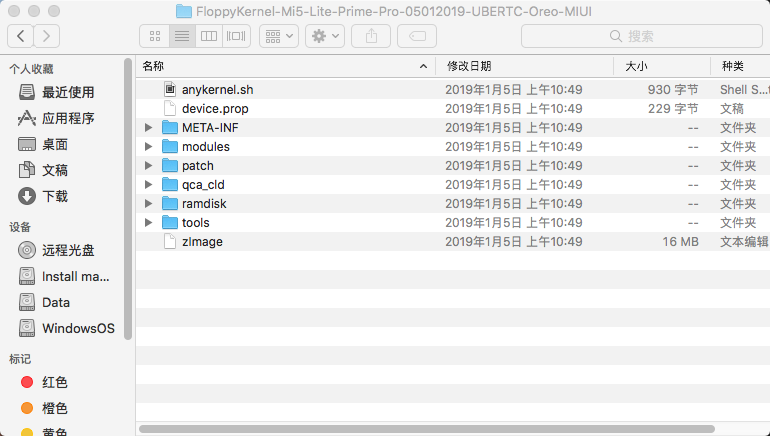 FloppyKernel-Mi5-Lite-Prime-Pro-05012019-UBERTC-Oreo-MIUI
搜索
个人收藏
最近使用
应用程序
桌面
文稿
下载
设备
远程光盘
Install ma...
Data
WindowsOS
标记
红色
橙色
黄色
名称 修改日期 大小 种类
anykernel.sh 2019年1月5日 上午10:49 930 字节 Shell S...t
device.prop 2019年1月5日 上午10:49 229 字节 文稿
META-INF 2019年1月5日 上午10:49 -- 文件夹
modules 2019年1月5日 上午10:49 -- 文件夹
patch 2019年1月5日 上午10:49 -- 文件夹
qca_cld 2019年1月5日 上午10:49 -- 文件夹
ramdisk 2019年1月5日 上午10:49 -- 文件夹
tools 2019年1月5日 上午10:49 -- 文件夹
zImage 2019年1月5日 上午10:49 16 MB 文本编辑